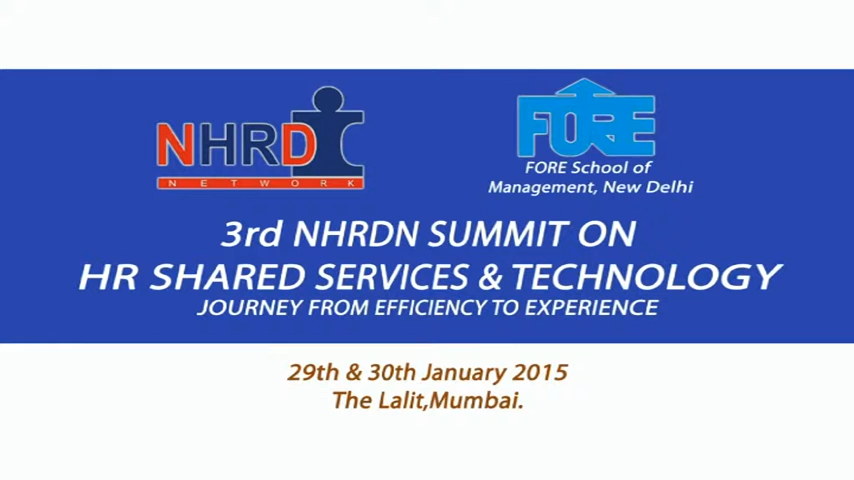 NHRD
NETWORK
FORE
FORE School of
Management, New Delhi
3rd NHRDN SUMMIT ON
HR SHARED SERVICES & TECHNOLOGY
JOURNEY FROM EFFICIENCY TO EXPERIENCE
29th & 30th January 2015
The Lalit,Mumbai.